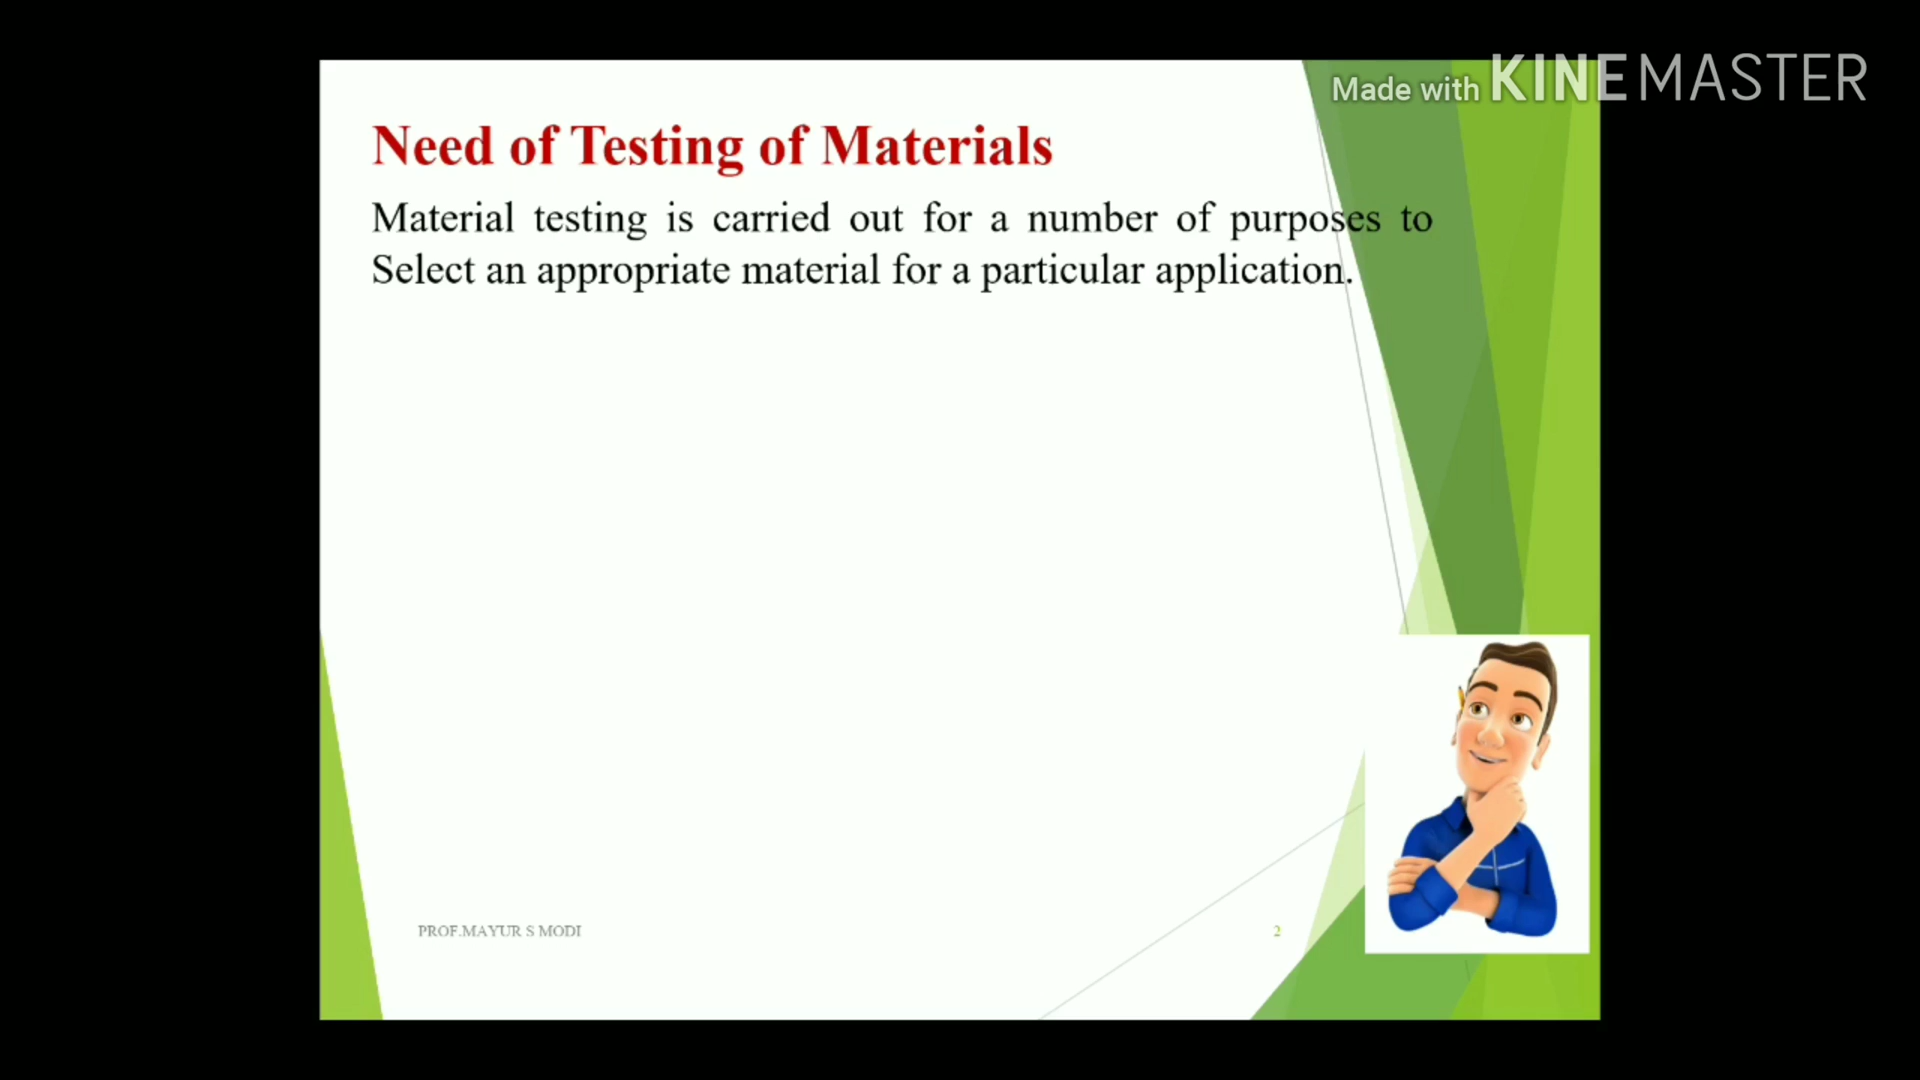 Made with KINEMASTER
Need of Testing of Materials
Material testing is carried out for a number of purposes to
Select an appropriate material for a particular application.
PROF.MAYUR S MODI
2